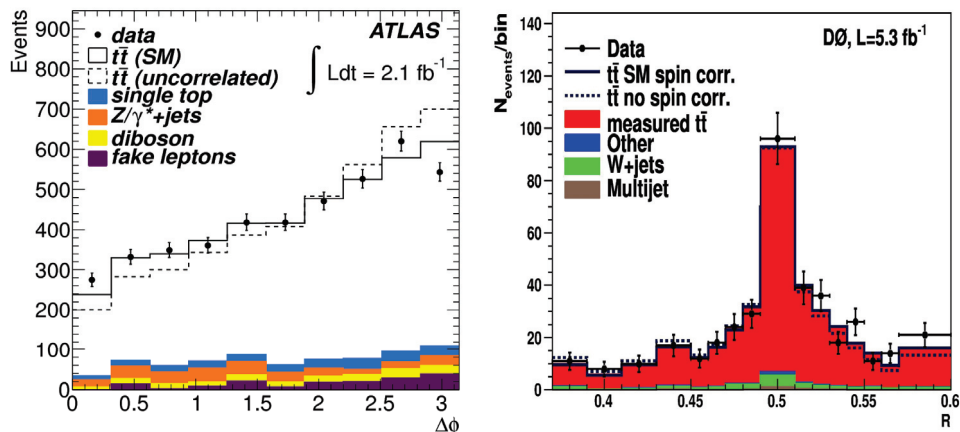 Events
900
800
700
600
500
400
300
200
100
0
ATLAS
data
tt̄ (SM)
tt̄ (uncorrelated)
∫ Ldt = 2.1 fb⁻¹
single top
Z/γ*+jets
diboson
fake leptons
0 0.5 1 1.5 2 2.5 3
Δϕ
N_events/bin
140
120
100
80
60
40
20
0
DØ, L=5.3 fb⁻¹
Data
tt̄ SM spin corr.
tt̄ no spin corr.
measured tt̄
Other
W+jets
Multijet
0.4 0.45 0.5 0.55 0.6
R